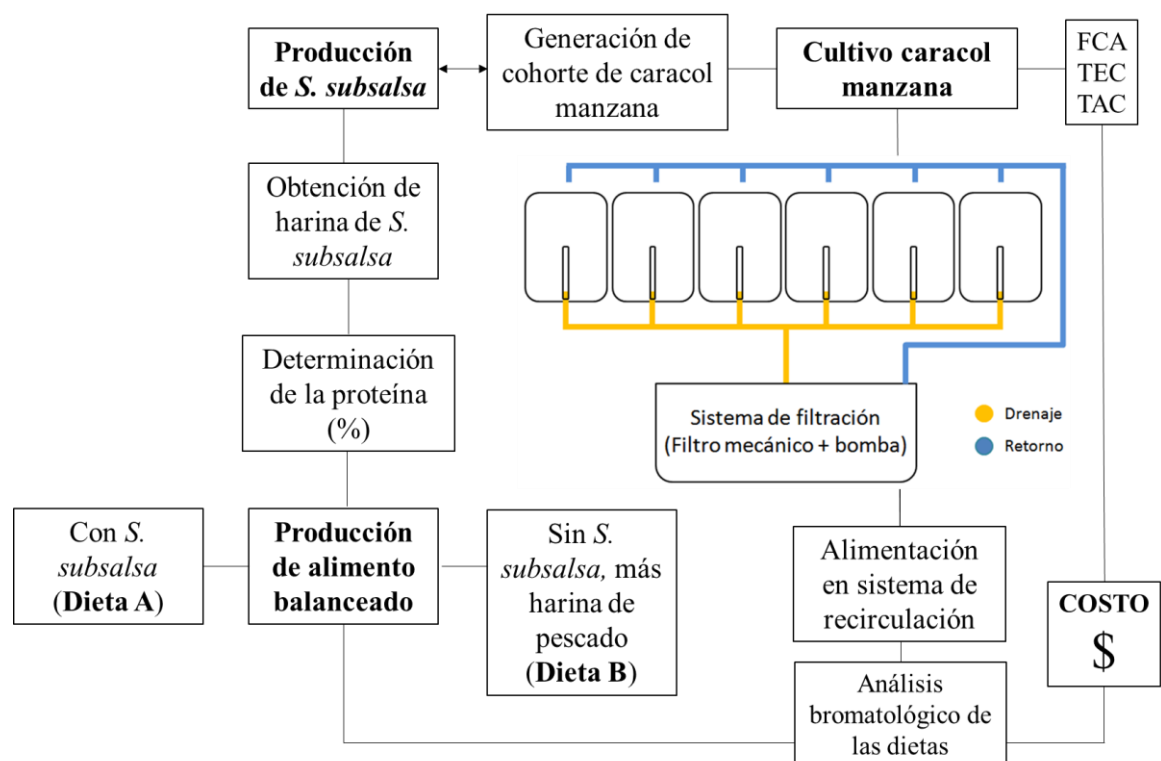 Producción
de S. subsalsa
Generación de
cohorte de caracol
manzana
Cultivo caracol
manzana
FCA
TEC
TAC
Obtención de
harina de S.
subsalsa
Determinación
de la proteína
(%)
Sistema de filtración
(Filtro mecánico + bomba)
Drenaje
Retorno
Con S.
subsalsa
(Dieta A)
Producción
de alimento
balanceado
Sin S.
subsalsa, más
harina de
pescado
(Dieta B)
Alimentación
en sistema de
recirculación
COSTO
$
Análisis
bromatológico de
las dietas